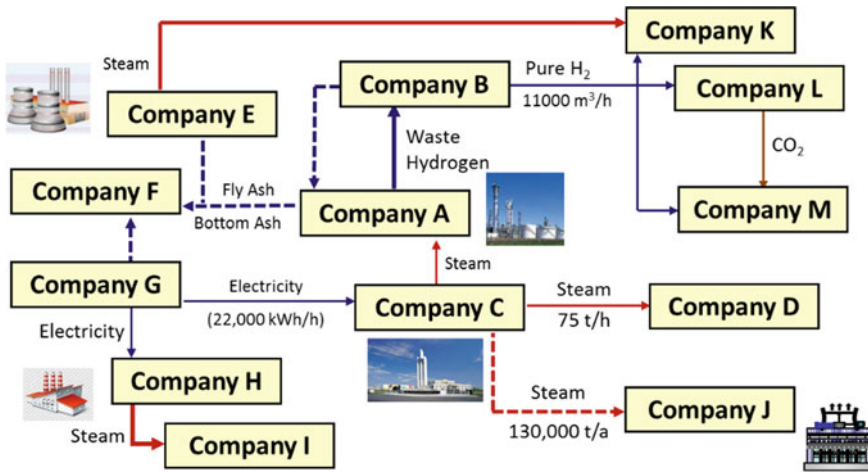 Company K
Steam
Company B
Pure H₂
11000 m³/h
Company L
Company E
Waste
Hydrogen
CO₂
Company F
Fly Ash
Bottom Ash
Company A
Company M
Steam
Company G
Electricity
(22,000 kWh/h)
Company C
Steam
75 t/h
Company D
Electricity
Company H
Steam
130,000 t/a
Company J
Steam
Company I